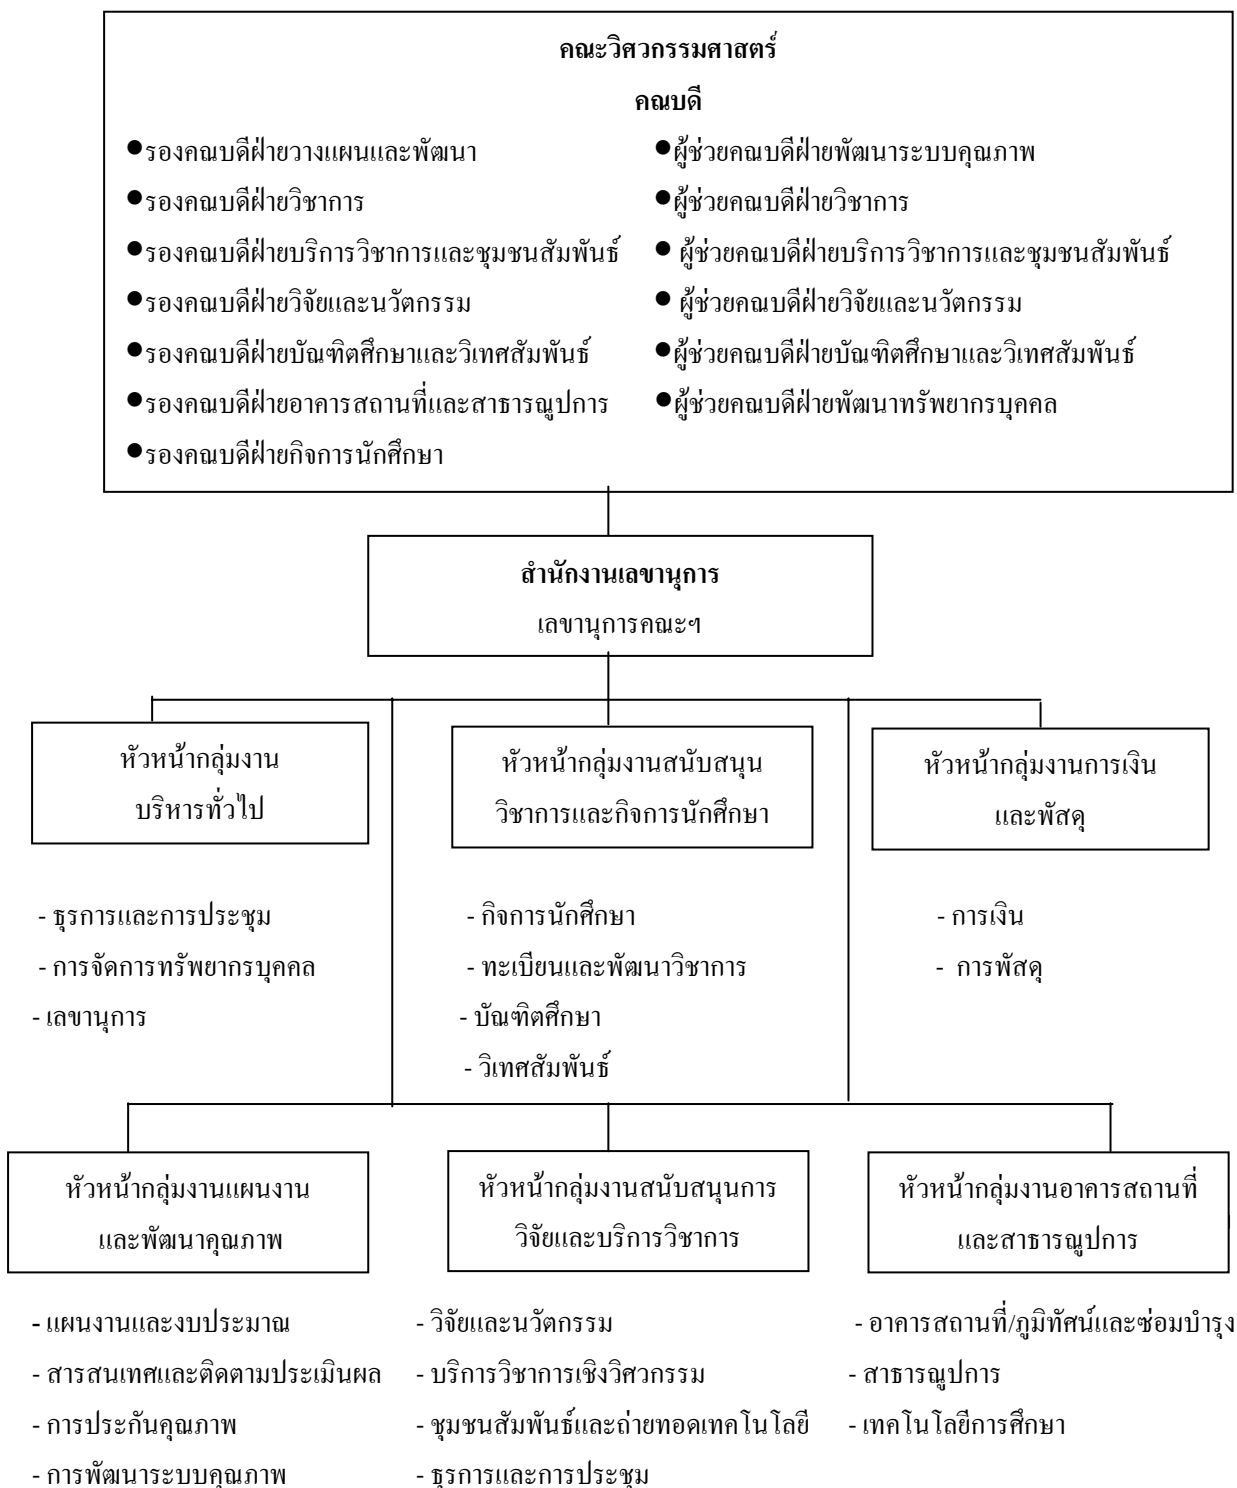 คณะวิศวกรรมศาสตร์
คณบดี
●รองคณบดีฝ่ายวางแผนและพัฒนา
●ผู้ช่วยคณบดีฝ่ายพัฒนาระบบคุณภาพ
●รองคณบดีฝ่ายวิชาการ
●ผู้ช่วยคณบดีฝ่ายวิชาการ
●รองคณบดีฝ่ายบริการวิชาการและชุมชนสัมพันธ์
● ผู้ช่วยคณบดีฝ่ายบริการวิชาการและชุมชนสัมพันธ์
●รองคณบดีฝ่ายวิจัยและนวัตกรรม
● ผู้ช่วยคณบดีฝ่ายวิจัยและนวัตกรรม
●รองคณบดีฝ่ายบัณฑิตศึกษาและวิเทศสัมพันธ์
●ผู้ช่วยคณบดีฝ่ายบัณฑิตศึกษาและวิเทศสัมพันธ์
●รองคณบดีฝ่ายอาคารสถานที่และสาธารณูปการ
●ผู้ช่วยคณบดีฝ่ายพัฒนาทรัพยากรบุคคล
●รองคณบดีฝ่ายกิจการนักศึกษา
สำนักงานเลขานุการ
เลขานุการคณะฯ
หัวหน้ากลุ่มงาน
บริหารทั่วไป
หัวหน้ากลุ่มงานสนับสนุน
วิชาการและกิจการนักศึกษา
หัวหน้ากลุ่มงานการเงิน
และพัสดุ
- ธุรการและการประชุม
- การจัดการทรัพยากรบุคคล
- เลขานุการ
- กิจการนักศึกษา
- ทะเบียนและพัฒนาวิชาการ
- บัณฑิตศึกษา
- วิเทศสัมพันธ์
- การเงิน
- การพัสดุ
หัวหน้ากลุ่มงานแผนงาน
และพัฒนาคุณภาพ
หัวหน้ากลุ่มงานสนับสนุนการ
วิจัยและบริการวิชาการ
หัวหน้ากลุ่มงานอาคารสถานที่
และสาธารณูปการ
- แผนงานและงบประมาณ
- สารสนเทศและติดตามประเมินผล
- การประกันคุณภาพ
- การพัฒนาระบบคุณภาพ
- วิจัยและนวัตกรรม
- บริการวิชาการเชิงวิศวกรรม
- ชุมชนสัมพันธ์และถ่ายทอดเทคโนโลยี
- ธุรการและการประชุม
- อาคารสถานที่/ภูมิทัศน์และซ่อมบำรุง
- สาธารณูปการ
- เทคโนโลยีการศึกษา